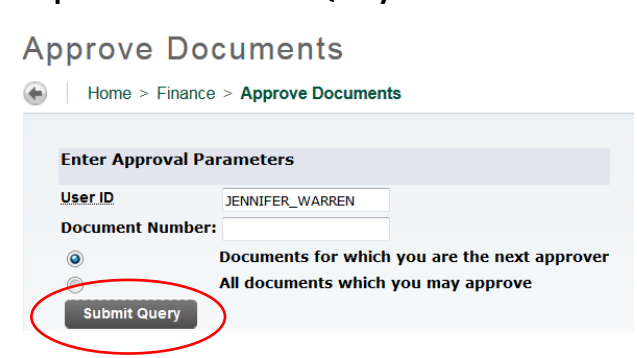 Approve Documents
Home > Finance > Approve Documents
Enter Approval Parameters
User ID JENNIFER_WARREN
Document Number:
Documents for which you are the next approver
All documents which you may approve
Submit Query